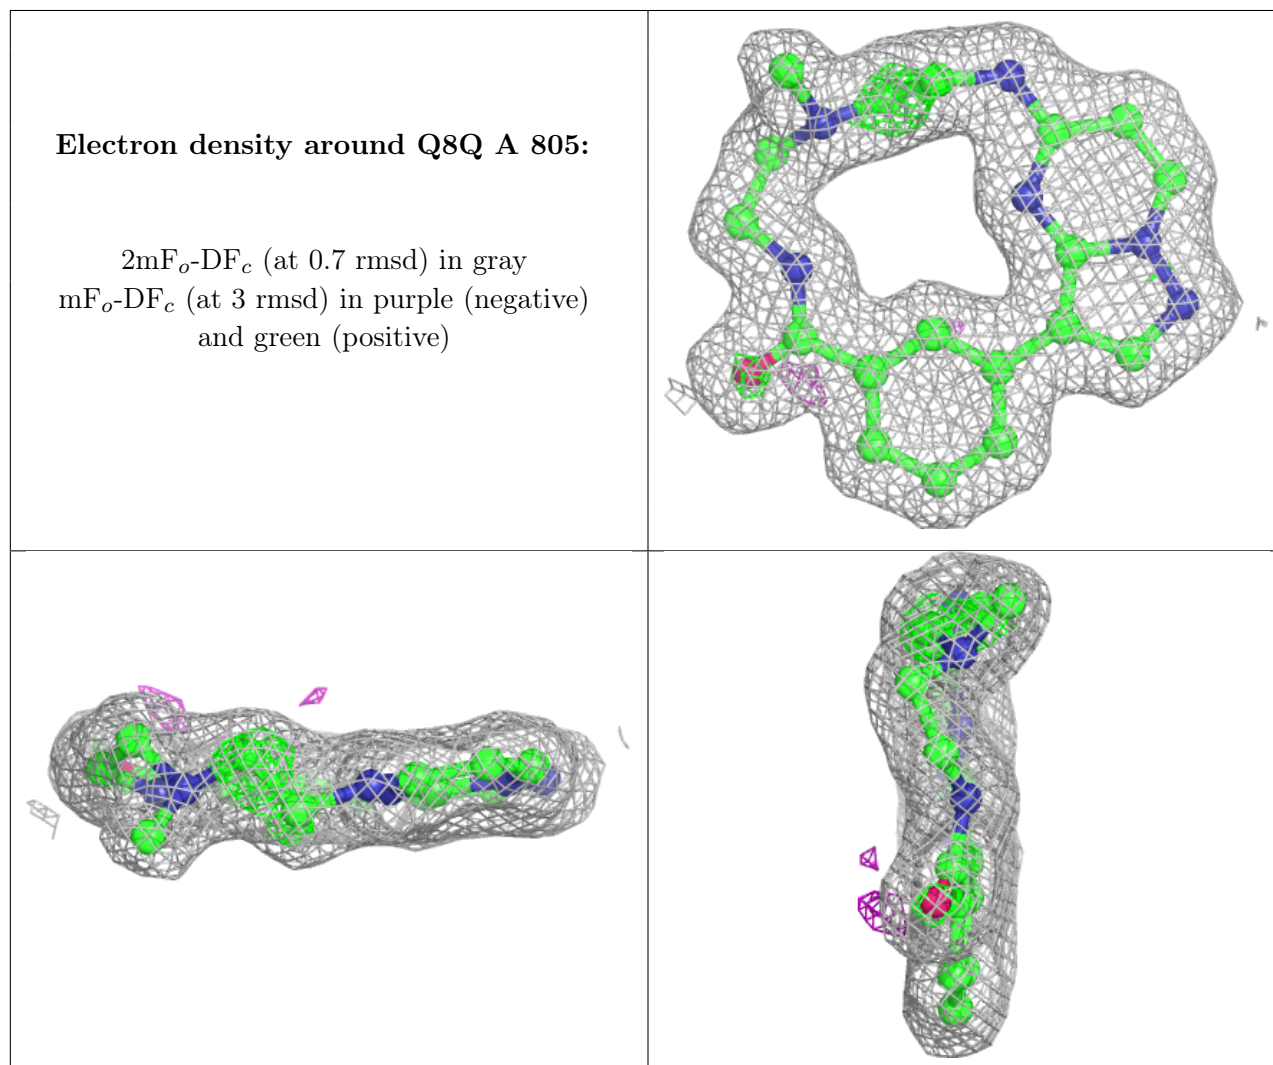 Electron density around Q8Q A 805:
2mFₒ-DF𝒸 (at 0.7 rmsd) in gray
mFₒ-DF𝒸 (at 3 rmsd) in purple (negative)
and green (positive)